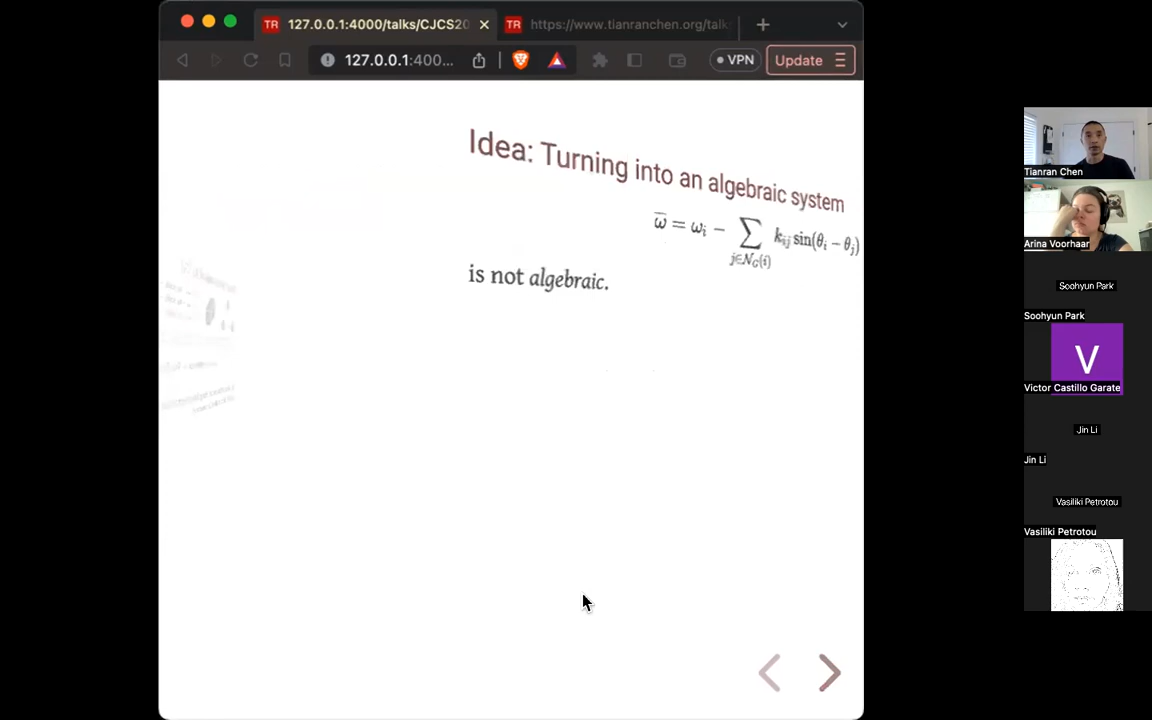 127.0.0.1:4000/talks/CJCS20
https://www.tianranchen.org/talk
127.0.0.1:400...
VPN
Update
Idea: Turning into an algebraic system
ω̅ = ωᵢ − ∑ kᵢⱼ sin(θᵢ − θⱼ)
j∈N_G(i)
is not algebraic.
Tianran Chen
Arina Voorhaar
Soohyun Park
Soohyun Park
V
Victor Castillo Garate
Jin Li
Jin Li
Vasiliki Petrotou
Vasiliki Petrotou